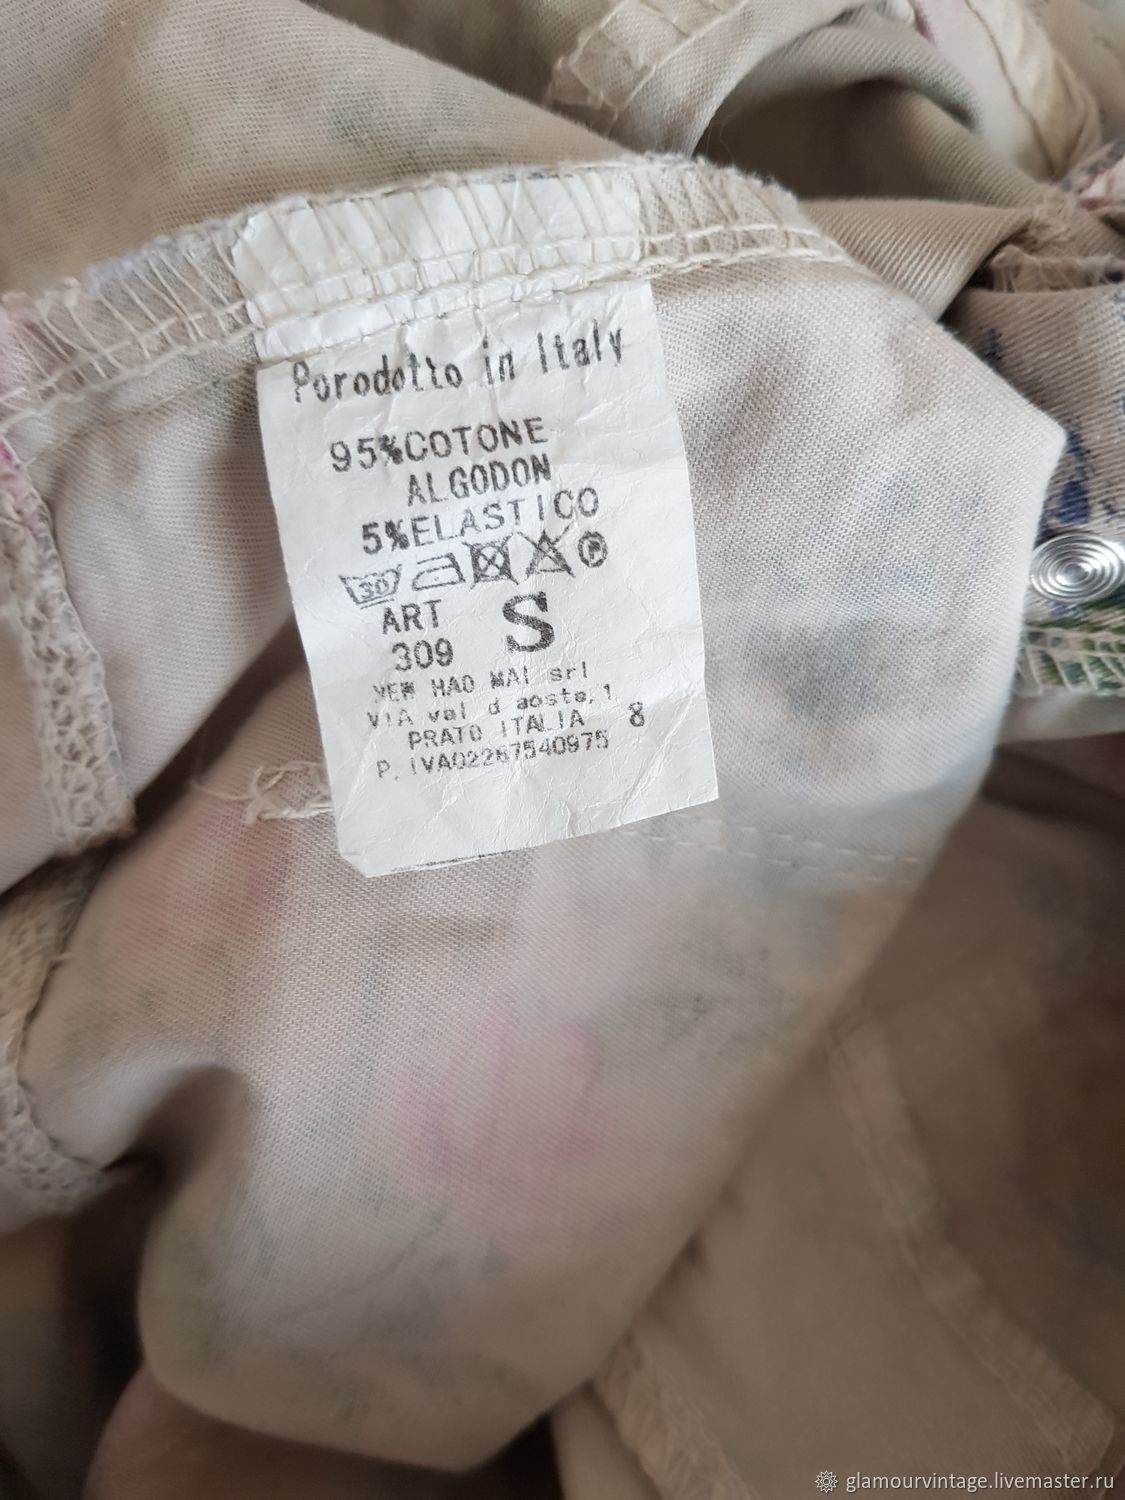 Porodotto in Italy
95%COTONE
ALGODON
5%ELASTICO
30 P
ART
309 S
HAO MAI srl
VIA val d aosta,1
PRATO ITALIA 8
P.IVA02267540975
glamourvintage.livemaster.ru